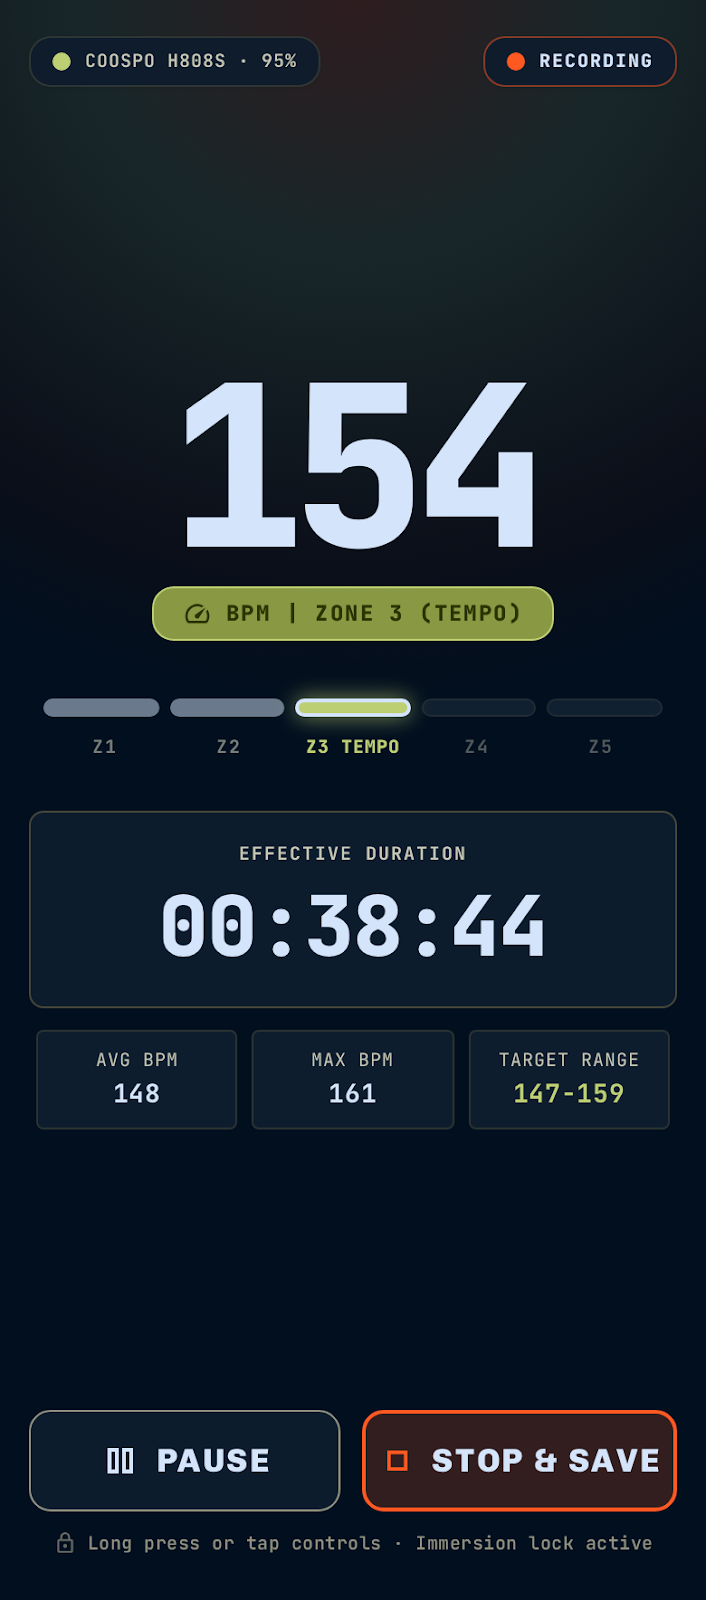 COOSPO H808S · 95%
RECORDING
154
BPM | ZONE 3 (TEMPO)
Z1
Z2
Z3 TEMPO
Z4
Z5
EFFECTIVE DURATION
00:38:44
AVG BPM
148
MAX BPM
161
TARGET RANGE
147-159
PAUSE
STOP & SAVE
Long press or tap controls · Immersion lock active